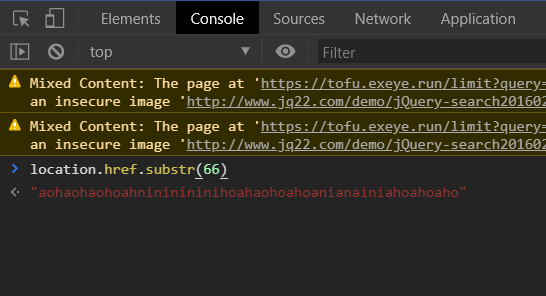 Elements Console Sources Network Application
top Filter
Mixed Content: The page at 'https://tofu.exeye.run/limit?query=
an insecure image 'http://www.jq22.com/demo/jQuery-search201602
Mixed Content: The page at 'https://tofu.exeye.run/limit?query=
an insecure image 'http://www.jq22.com/demo/jQuery-search201602
location.href.substr(66)
"aohaohaohoahnininininihoahaohoahoanianainiahoahoaho"